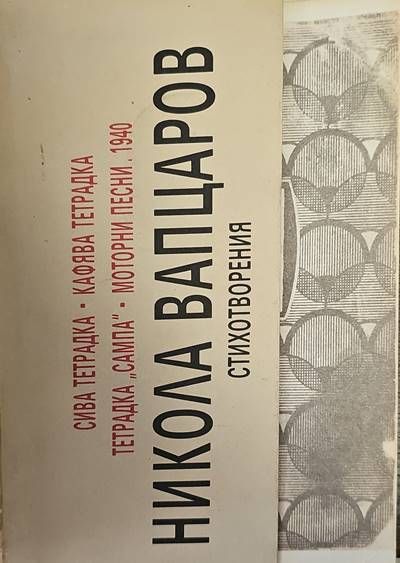 СИВА ТЕТРАДКА • КАФЯВА ТЕТРАДКА
ТЕТРАДКА „САМПА“ • МОТОРНИ ПЕСНИ . 1940
НИКОЛА ВАПЦАРОВ
СТИХОТВОРЕНИЯ